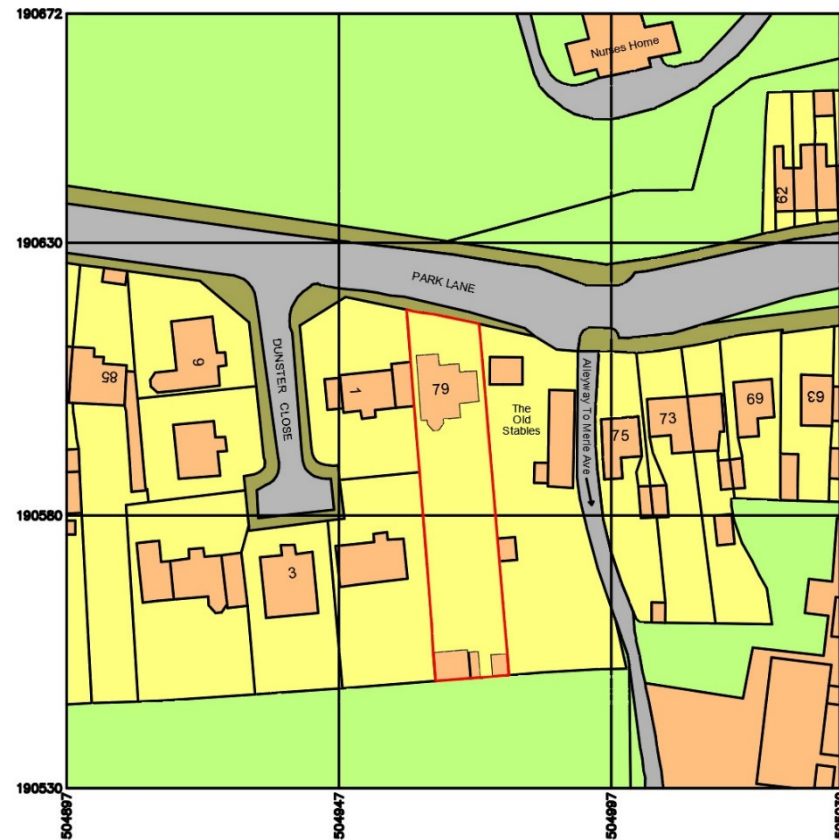 190672
Nurses Home
62
190630
PARK LANE
DUNSTER CLOSE
85
9
1
79
The
Old
Stables
Alleyway To Merle Ave
75
73
69
63
190580
3
190530
504897
504947
504997